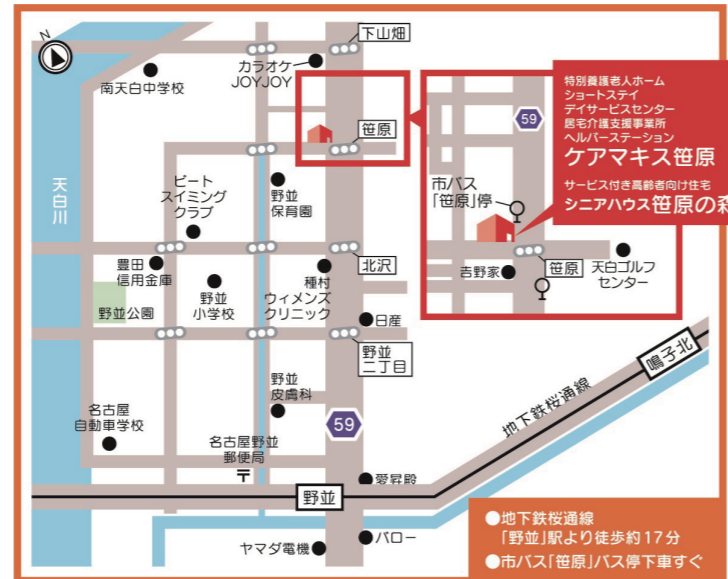 N
下山畑
カラオケ
JOYJOY
南天白中学校
笹原
天白川
ビート
スイミング
クラブ
野並
保育園
豊田
信用金庫
野並
小学校
北沢
種村
ウィメンズ
クリニック
野並公園
日産
野並
二丁目
野並
皮膚科
59
名古屋
自動車学校
名古屋野並
郵便局
〒
愛昇殿
野並
ヤマダ電機
バロー
地下鉄桜通線
鳴子北
59
市バス
「笹原」停
吉野家
笹原
天白ゴルフ
センター
特別養護老人ホーム
ショートステイ
デイサービスセンター
居宅介護支援事業所
ヘルパーステーション
ケアマキス笹原
サービス付き高齢者向け住宅
シニアハウス笹原の森
●地下鉄桜通線
「野並」駅より徒歩約17分
●市バス「笹原」バス停下車すぐ